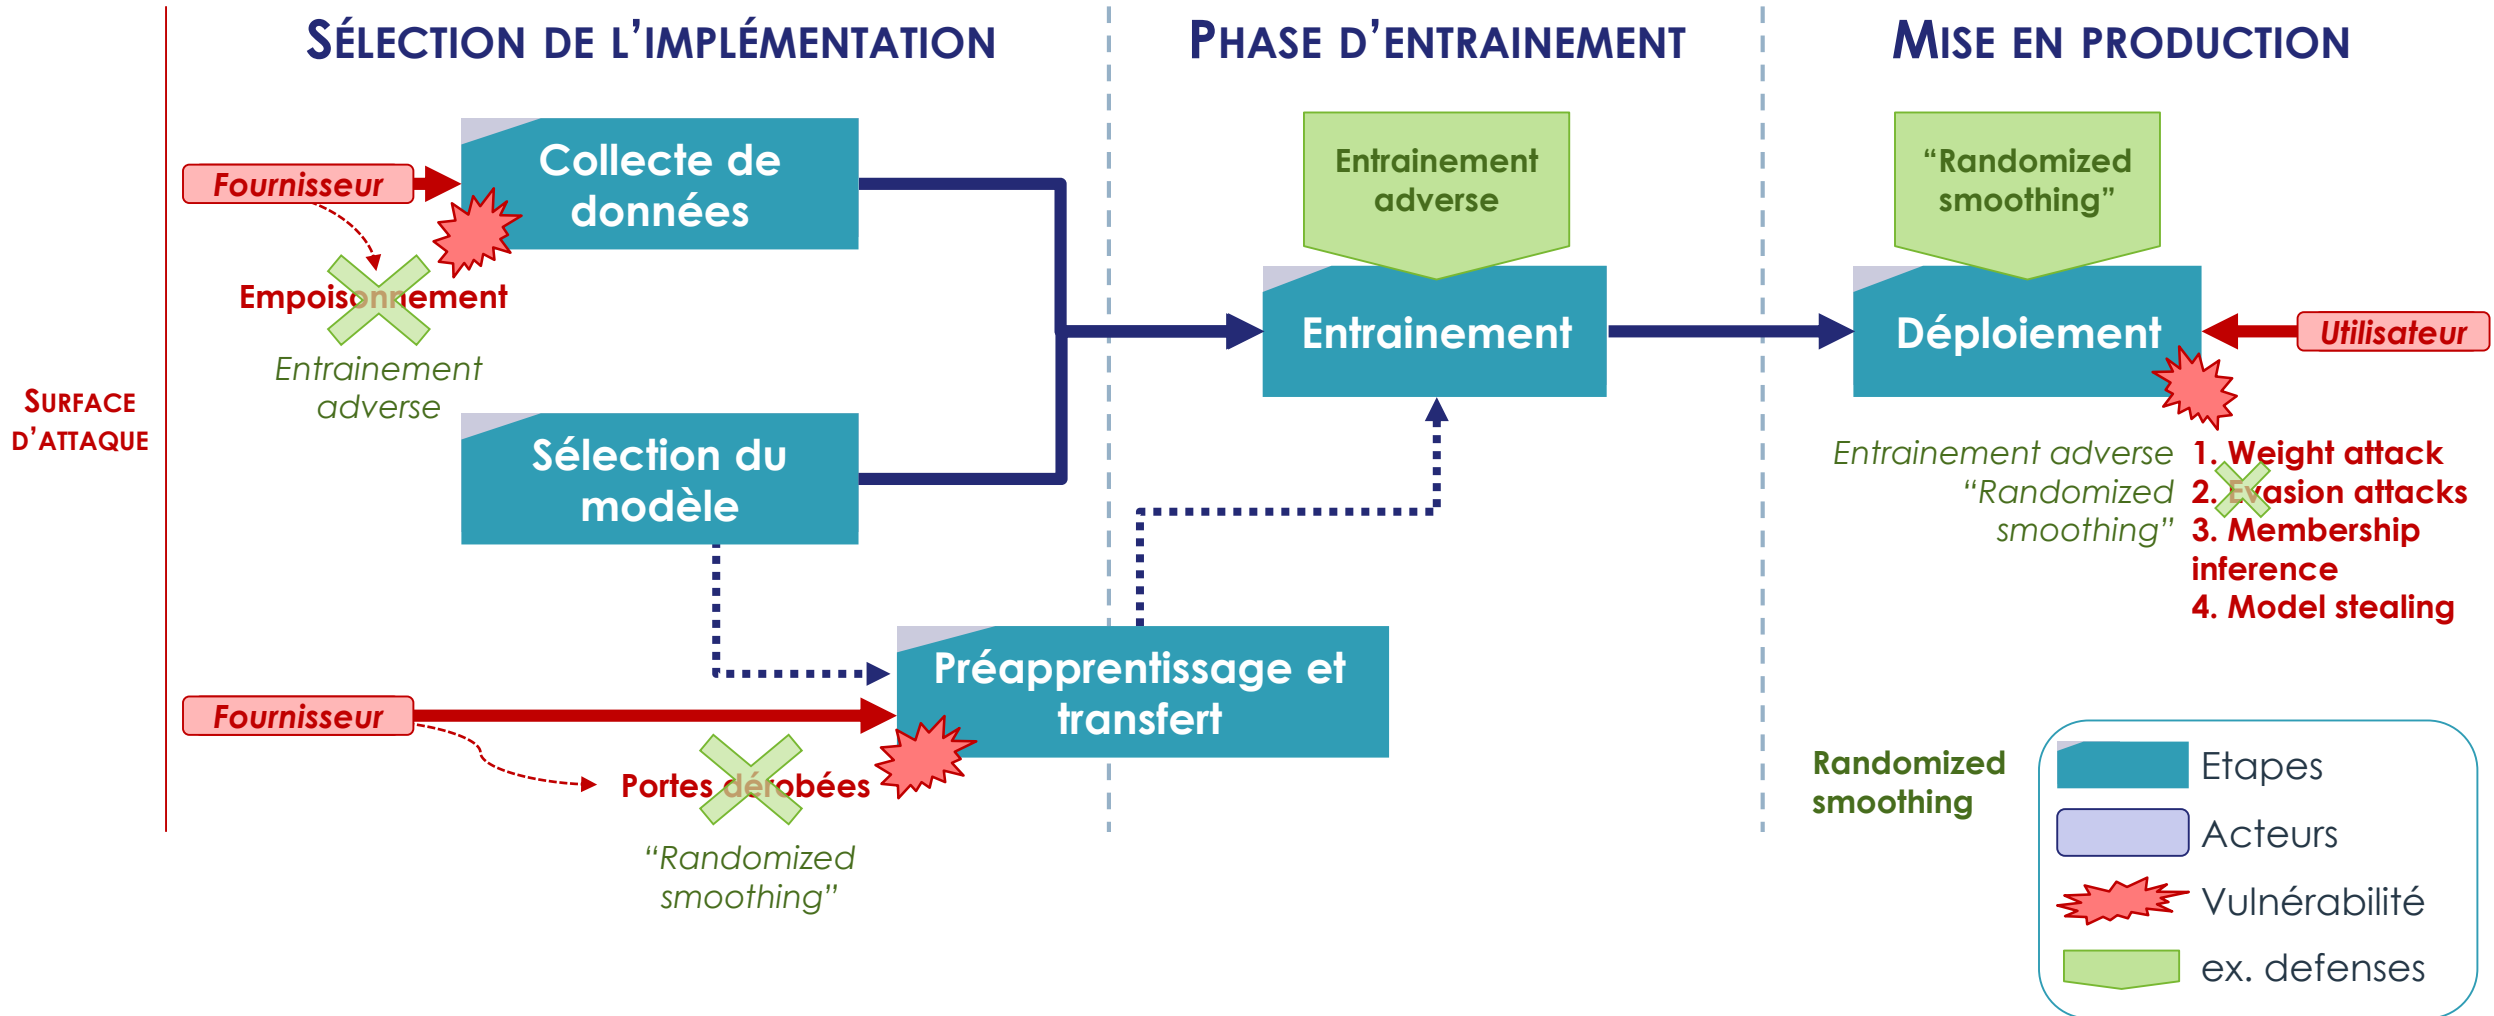 SÉLECTION DE L’IMPLÉMENTATION
PHASE D’ENTRAINEMENT
MISE EN PRODUCTION
SURFACE
D’ATTAQUE
Fournisseur
Collecte de
données
Empoisonnement
Entrainement
adverse
Sélection du
modèle
Fournisseur
Préapprentissage et
transfert
Portes dérobées
“Randomized
smoothing”
Entrainement
adverse
Entrainement
“Randomized
smoothing”
Déploiement
Utilisateur
Entrainement adverse
“Randomized
smoothing”
1. Weight attack
2. Evasion attacks
3. Membership
inference
4. Model stealing
Randomized
smoothing
Etapes
Acteurs
Vulnérabilité
ex. defenses